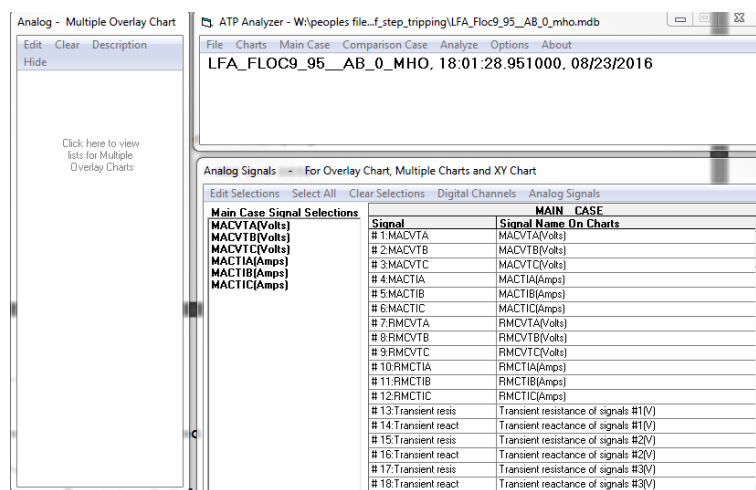 Analog - Multiple Overlay Chart
Edit Clear Description
Hide
Click here to view
lists for Multiple
Overlay Charts
ATP Analyzer - W:\peoples file...f_step_tripping\LFA_Floc9_95__AB_0_mho.mdb
File Charts Main Case Comparison Case Analyze Options About
LFA_FLOC9_95__AB_0_MHO, 18:01:28.951000, 08/23/2016
Analog Signals - For Overlay Chart, Multiple Charts and XY Chart
Edit Selections Select All Clear Selections Digital Channels Analog Signals
Main Case Signal Selections
MACVTA(Volts)
MACVTB(Volts)
MACVTC(Volts)
MACTIA(Amps)
MACTIB(Amps)
MACTIC(Amps)
MAIN CASE
Signal Signal Name On Charts
# 1:MACVTA MACVTA(Volts)
# 2:MACVTB MACVTB(Volts)
# 3:MACVTC MACVTC(Volts)
# 4:MACTIA MACTIA(Amps)
# 5:MACTIB MACTIB(Amps)
# 6:MACTIC MACTIC(Amps)
# 7:RMCVTA RMCVTA(Volts)
# 8:RMCVTB RMCVTB(Volts)
# 9:RMCVTC RMCVTC(Volts)
# 10:RMCTIA RMCTIA(Amps)
# 11:RMCTIB RMCTIB(Amps)
# 12:RMCTIC RMCTIC(Amps)
# 13:Transient resis Transient resistance of signals #1(V)
# 14:Transient react Transient reactance of signals #1(V)
# 15:Transient resis Transient resistance of signals #2(V)
# 16:Transient react Transient reactance of signals #2(V)
# 17:Transient resis Transient resistance of signals #3(V)
# 18:Transient react Transient reactance of signals #3(V)